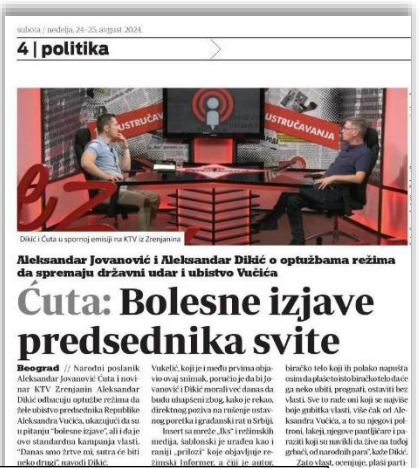 subota / nedelja, 24-25. avgust 2024.
4 | politika
USTRUČAVANJA
USTRUČAVANJA
ez
Dikić i Ćuta u spornoj emisiji na KTV iz Zrenjanina
Aleksandar Jovanović i Aleksandar Dikić o optužbama režima
da spremaju državni udar i ubistvo Vučića
Ćuta: Bolesne izjave
predsednika svite
Beograd // Narodni poslanik
Aleksandar Jovanović Ćuta i novi-
nar KTV Zrenjanin Aleksandar
Dikić odbacuju optužbe režima da
žele ubistvo predsednika Republike
Aleksandra Vučića, ukazujući da su
u pitanju "bolesne izjave", ali i da je
ovo standardna kampanja vlasti.
"Danas smo žrtve mi, sutra će biti
neko drugi", navodi Dikić.
Vukelić, koji je i među prvima obja-
vio ovaj snimak, poručio je da bi Jo-
vanović i Dikić morali već danas da
budu uhapšeni zbog, kako je rekao,
direktnog poziva na rušenje ustav-
nog poretka i građanski rat u Srbiji.
Insert sa mreže „Iks" i režimskih
medija, šablonski je urađen kao i
raniji „prilozi" koje objavljuje re-
žimski Informer, a čiji je autor,
biračko telo koji ih polako napušta
osim da plaše to isto biračko telo da će
ga neko ubiti, prognati, ostaviti bez
vlasti. Sve to rade oni koji se najviše
boje gubitka vlasti, više čak od Ale-
ksandra Vučića, a to su njegovi pol-
troni, lakeji, njegove puadljičare i pa-
raziti koji su navikli da žive na tuđoj
grbači, od narodnih para", kaže Dikić.
Zato vlast, ocenjuje, plaši parti-